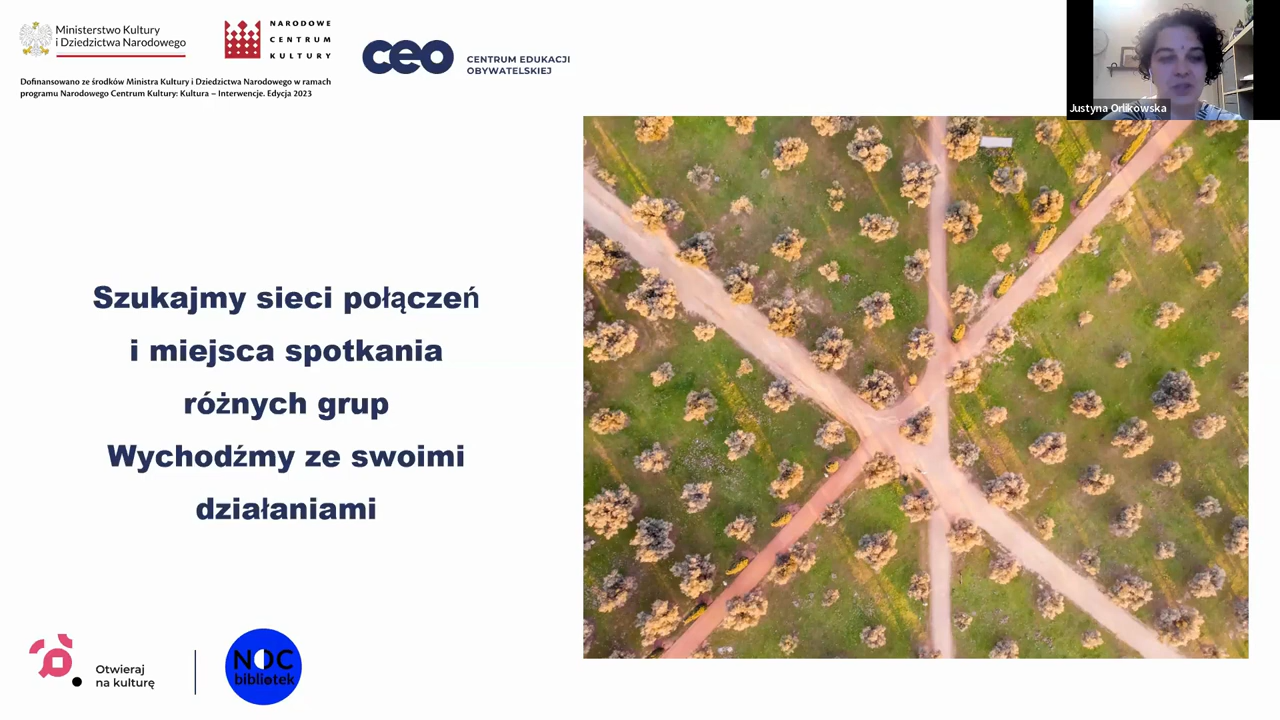 Ministerstwo Kultury
i Dziedzictwa Narodowego
NARODOWE
CENTRUM
KULTURY
ceo
CENTRUM EDUKACJI
OBYWATELSKIEJ
Dofinansowano ze środków Ministra Kultury i Dziedzictwa Narodowego w ramach
programu Narodowego Centrum Kultury: Kultura – Interwencje. Edycja 2023
Justyna Orlikowska
Szukajmy sieci połączeń
i miejsca spotkania
różnych grup
Wychodźmy ze swoimi
działaniami
Otwieraj
na kulturę
NOC
bibliotek